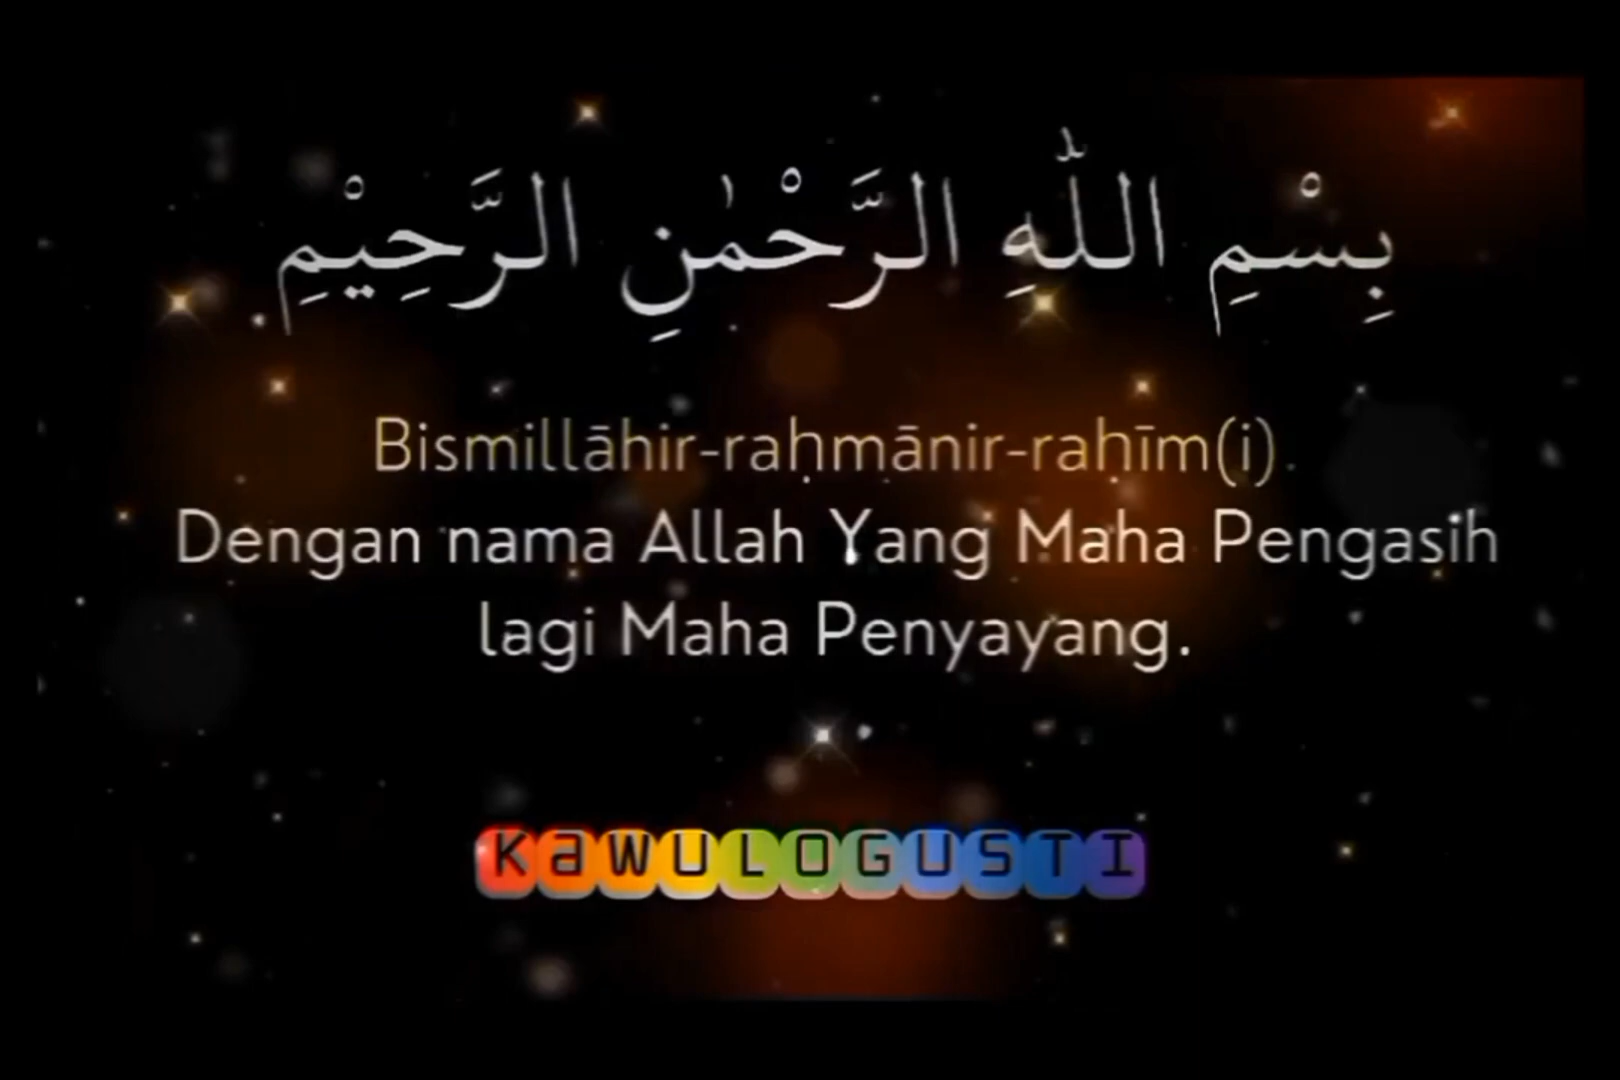 بِسْمِ اللّٰهِ الرَّحْمٰنِ الرَّحِيْمِ
Bismillāhir-raḥmānir-raḥīm(i).
Dengan nama Allah Yang Maha Pengasih
lagi Maha Penyayang.
KaWULOGUSTI